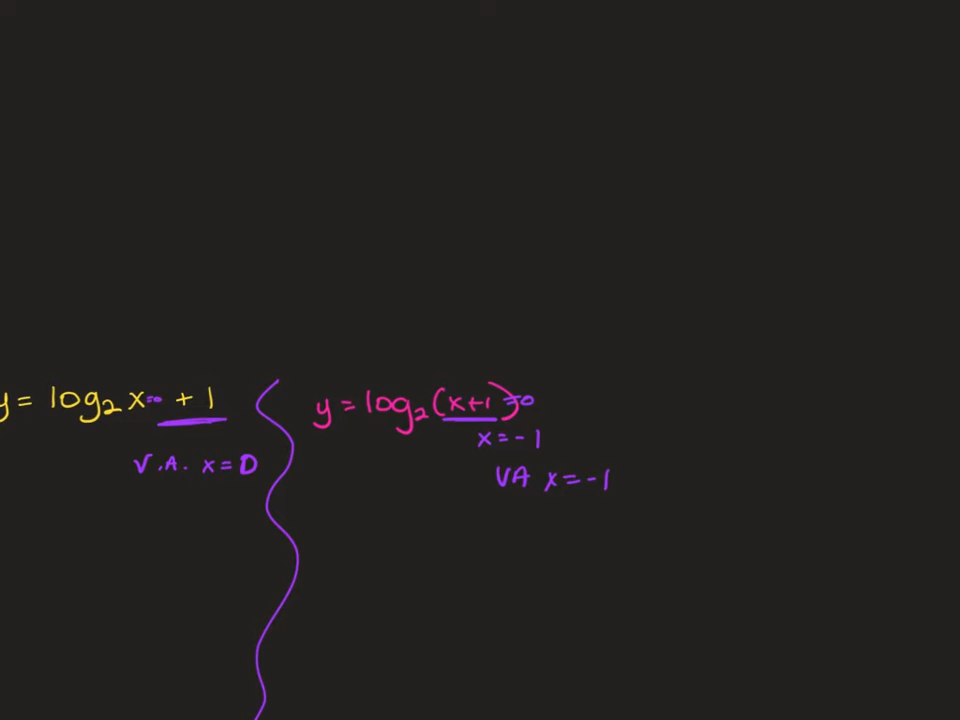 y = log₂ x=0 + 1
V.A. x = 0
y = log₂(x+1)=0
x = -1
VA x = -1